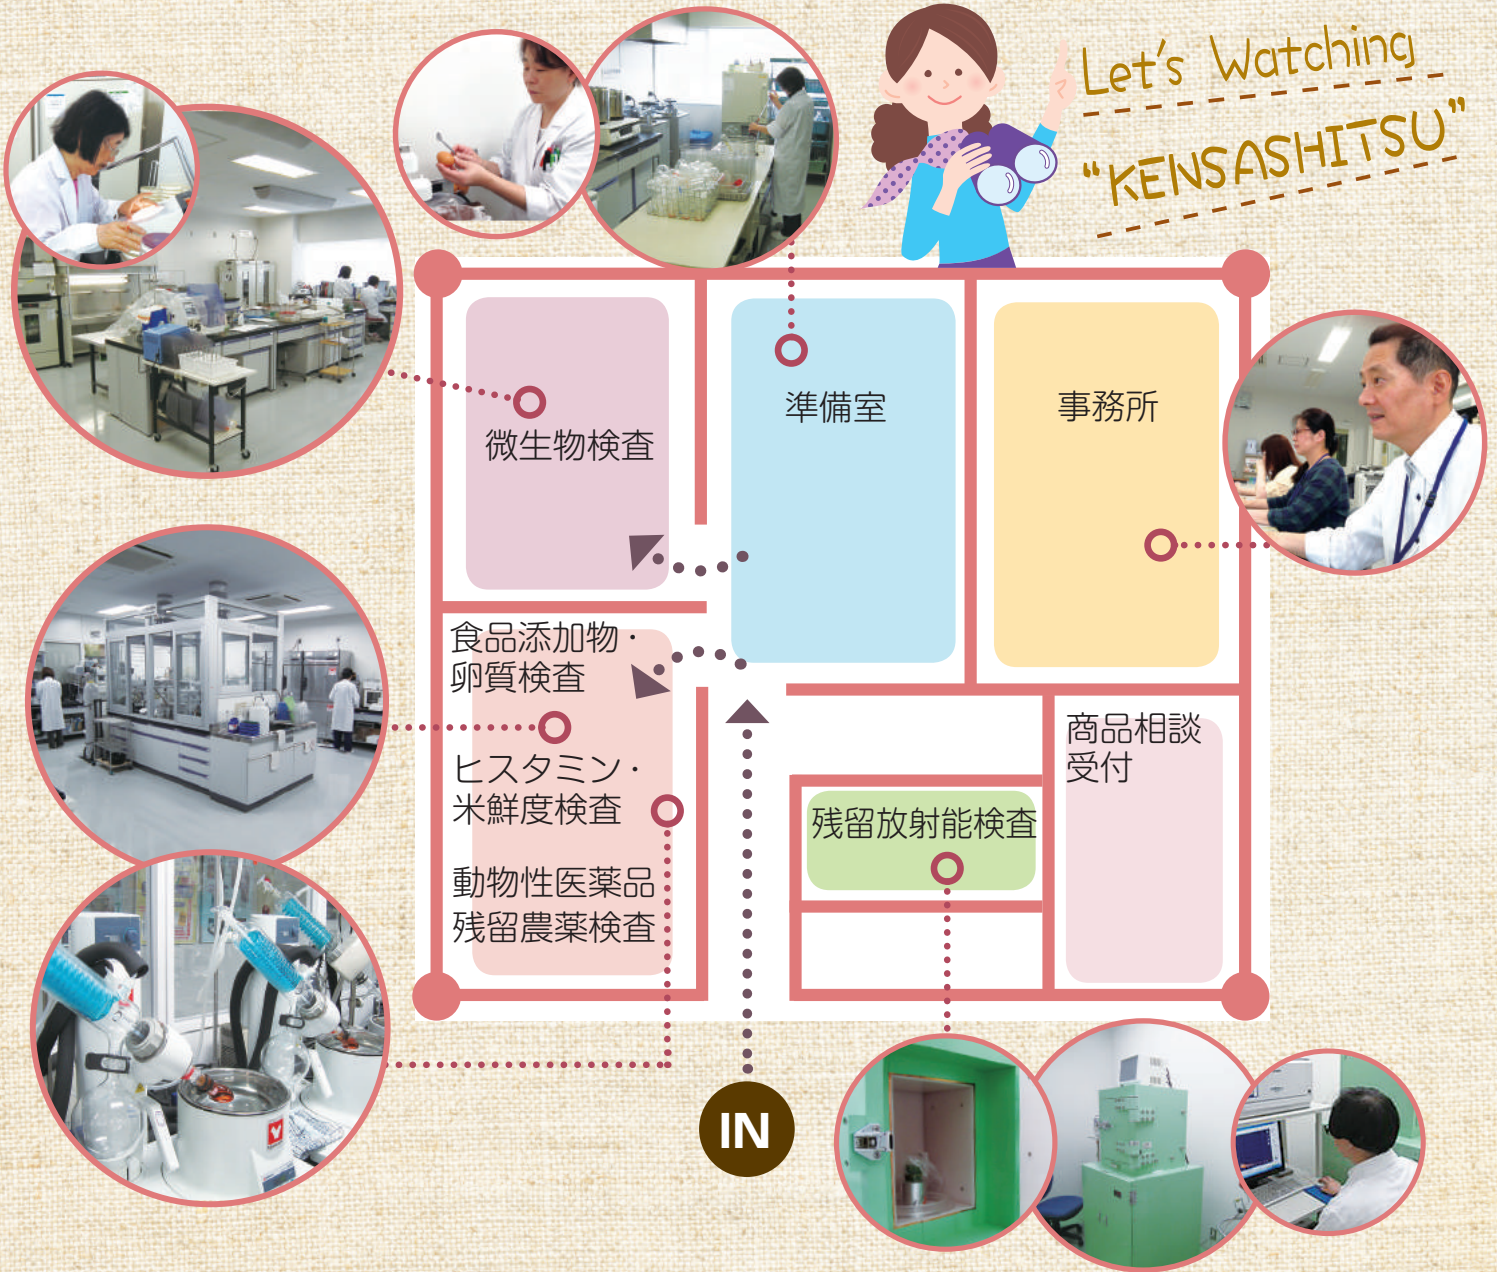 Let's Watching
“KENSASHITSU”
微生物検査
準備室
事務所
食品添加物・
卵質検査
ヒスタミン・
米鮮度検査
動物性医薬品
残留農薬検査
商品相談
受付
残留放射能検査
IN